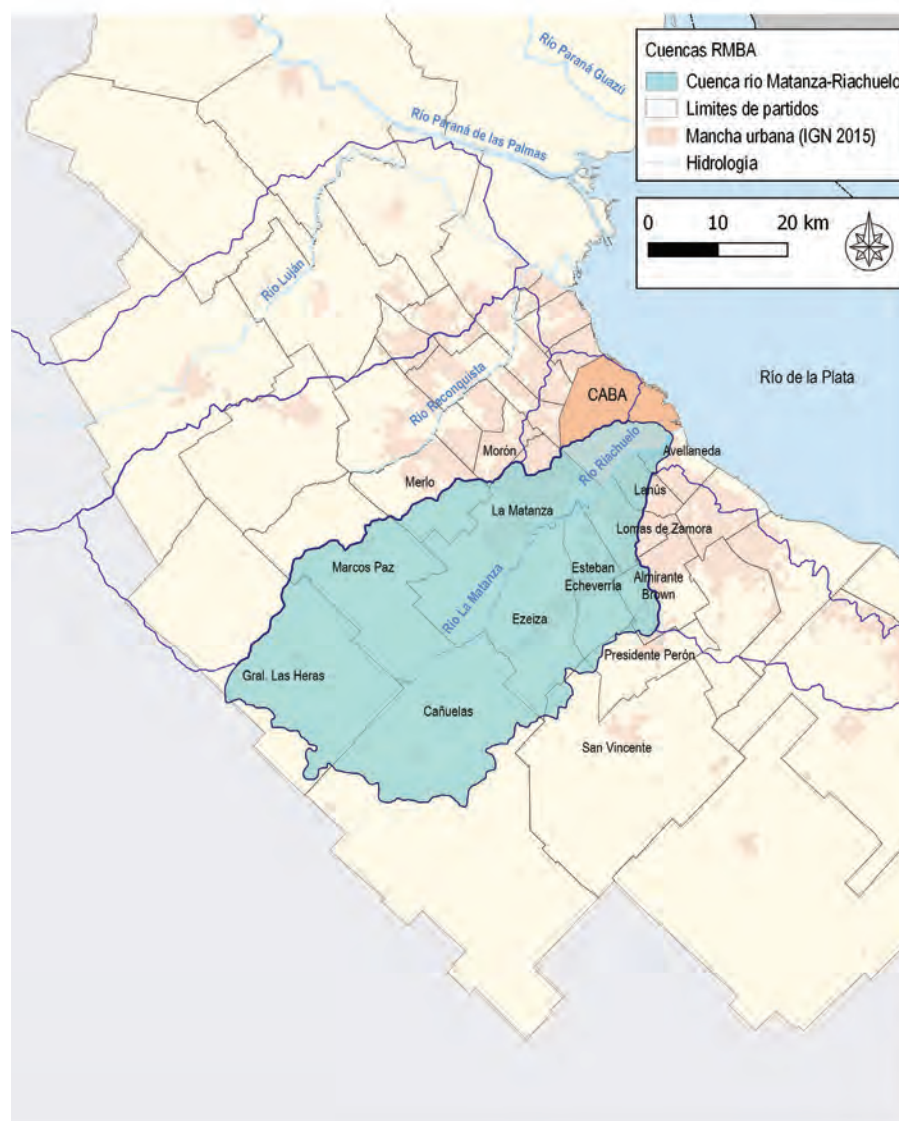 Cuencas RMBA
Cuenca rio Matanza-Riachuelo
Limites de partidos
Mancha urbana (IGN 2015)
Hidrologia
0 10 20 km
Río Paraná Guazú
Río Paraná de las Palmas
Río Luján
Río Reconquista
CABA
Río de la Plata
Morón
Río Riachuelo
Avellaneda
Merlo
Lanús
La Matanza
Lomas de Zamora
Marcos Paz
Esteban
Echeverría
Almirante
Brown
Río La Matanza
Ezeiza
Presidente Perón
Gral. Las Heras
Cañuelas
San Vincente